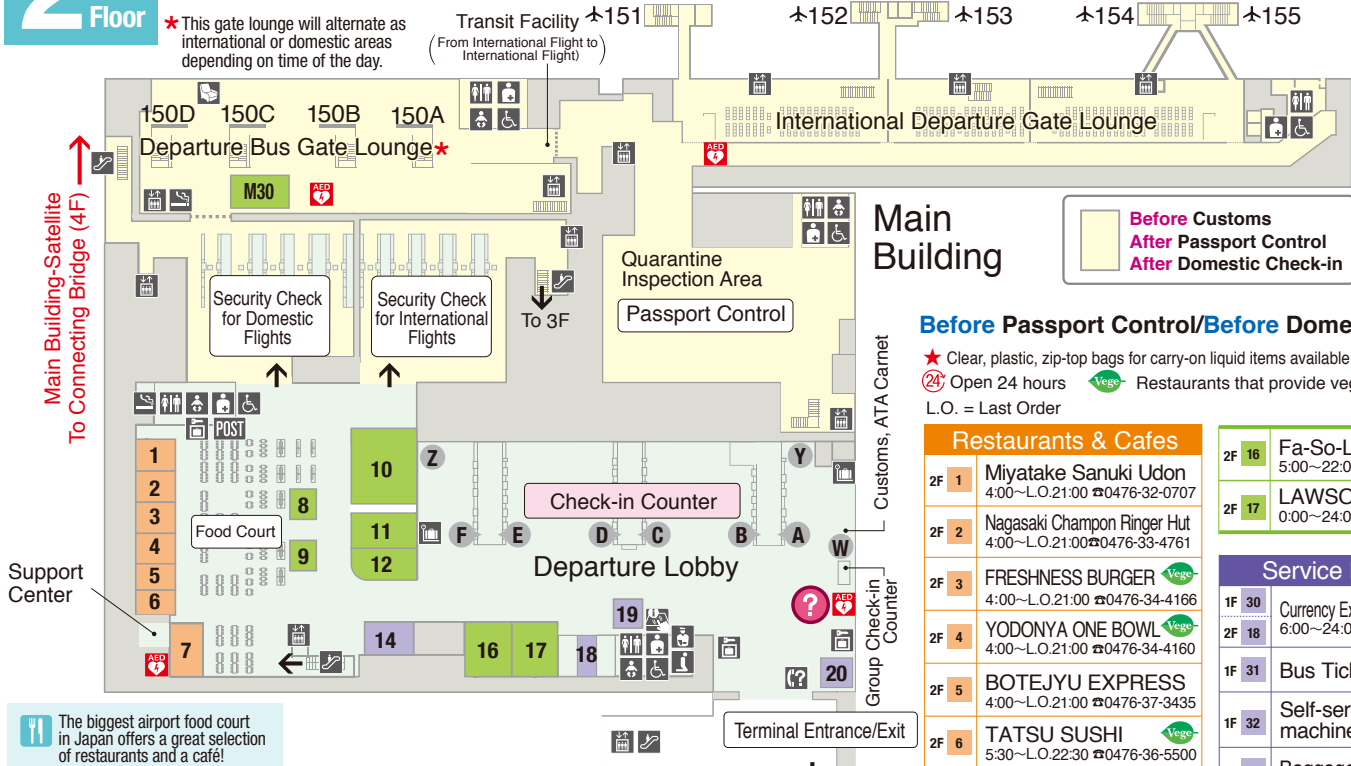 2 Floor
* This gate lounge will alternate as
international or domestic areas
depending on time of the day.
Transit Facility
(From International Flight to
International Flight)
151
152
153
154
155
150D
150C
150B
150A
Departure Bus Gate Lounge*
International Departure Gate Lounge
AED
M30
AED
Main Building-Satellite
To Connecting Bridge (4F)
Main
Building
Before Customs
After Passport Control
After Domestic Check-in
Quarantine
Inspection Area
Passport Control
Security Check
for Domestic
Flights
Security Check
for International
Flights
To 3F
Customs, ATA Carnet
POST
1
2
3
4
5
6
7
8
9
10
11
12
Food Court
Z
Y
Check-in Counter
F
E
D
C
B
A
W
Departure Lobby
Support
Center
AED
14
16
17
18
19
20
?
AED
Group Check-in
Counter
Terminal Entrance/Exit
The biggest airport food court
in Japan offers a great selection
of restaurants and a café!
Before Passport Control/Before Dome
★ Clear, plastic, zip-top bags for carry-on liquid items available
24 Open 24 hours Vege Restaurants that provide veg
L.O. = Last Order
Restaurants & Cafes
2F 1 Miyatake Sanuki Udon
4:00~L.O.21:00 ☎0476-32-0707
2F 2 Nagasaki Champon Ringer Hut
4:00~L.O.21:00☎0476-33-4761
2F 3 FRESHNESS BURGER Vege
4:00~L.O.21:00 ☎0476-34-4166
2F 4 YODONYA ONE BOWL Vege
4:00~L.O.21:00 ☎0476-34-4160
2F 5 BOTEJYU EXPRESS
4:00~L.O.21:00 ☎0476-37-3435
2F 6 TATSU SUSHI Vege
5:30~L.O.22:30 ☎0476-36-5500
2F 16 Fa-So-L
5:00~22:0
2F 17 LAWSO
0:00~24:0
Service
1F 30 Currency Ex
2F 18 6:00~24:0
1F 31 Bus Tic
1F 32 Self-ser
machine